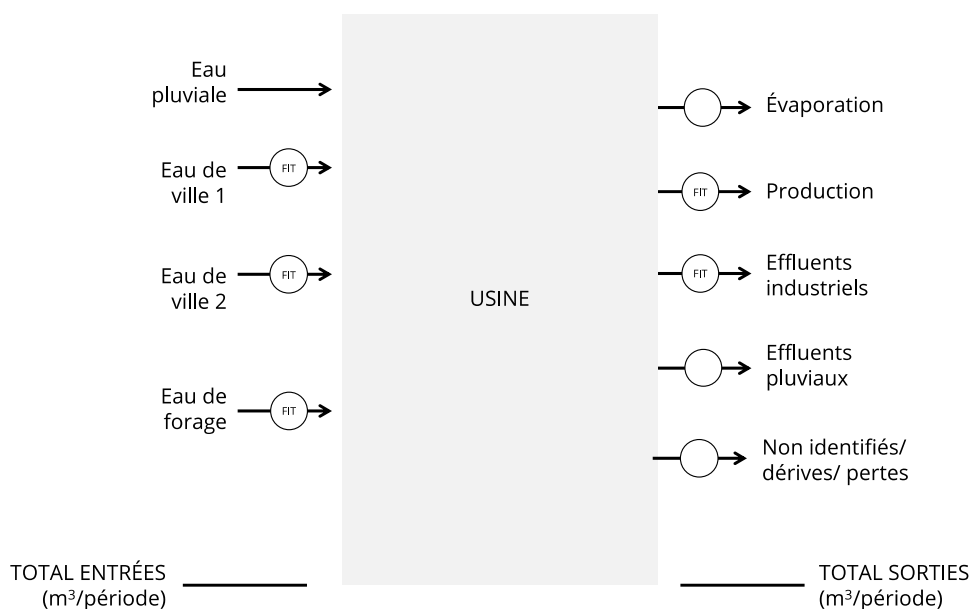 Eau
pluviale
Eau de
ville 1
FIT
Eau de
ville 2
FIT
Eau de
forage
FIT
TOTAL ENTRÉES
(m³/période)
USINE
Évaporation
FIT
Production
FIT
Effluents
industriels
Effluents
pluviaux
Non identifiés/
dérives/ pertes
TOTAL SORTIES
(m³/période)